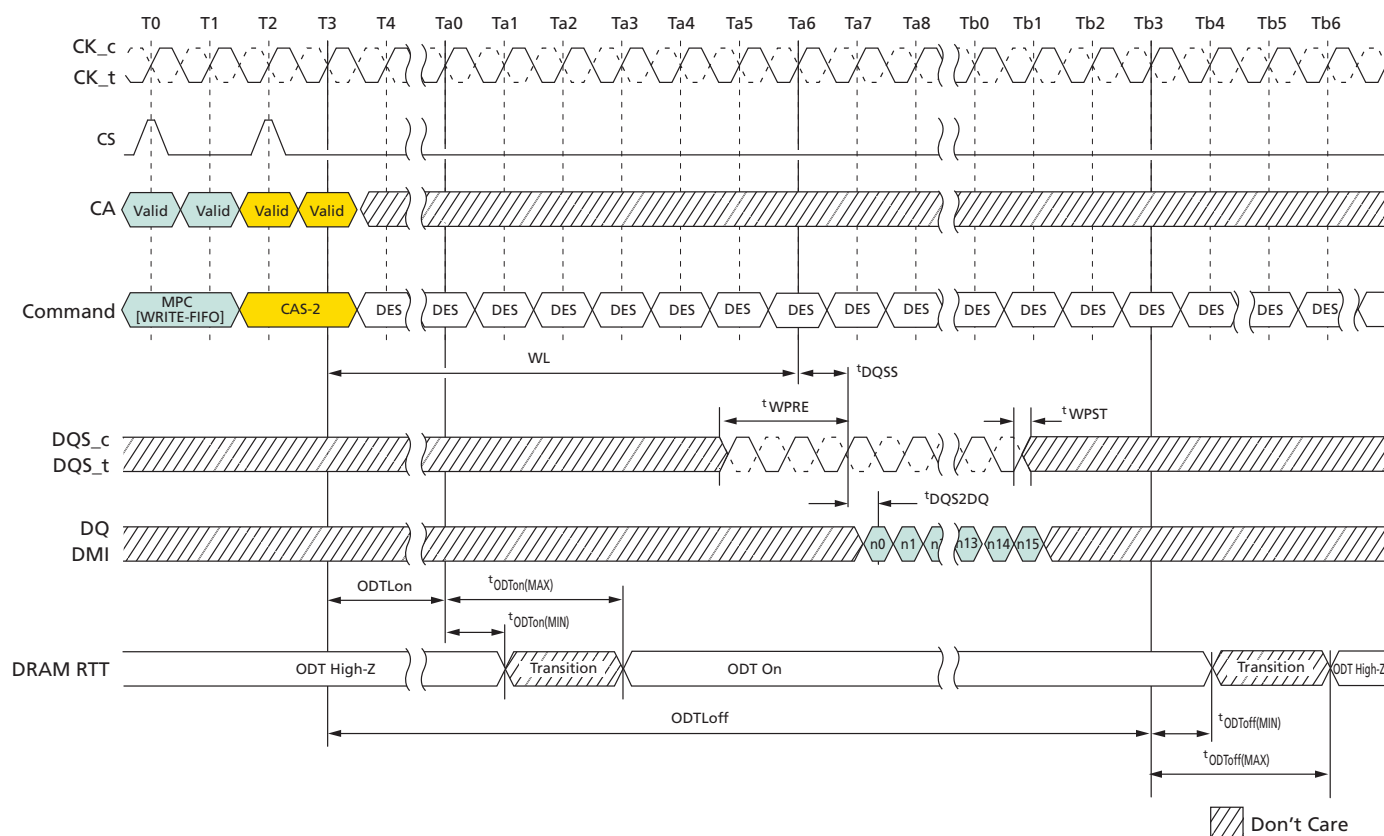 T0 T1 T2 T3 T4 Ta0 Ta1 Ta2 Ta3 Ta4 Ta5 Ta6 Ta7 Ta8 Tb0 Tb1 Tb2 Tb3 Tb4 Tb5 Tb6
CK_c
CK_t
CS
CA Valid Valid Valid Valid
Command MPC [WRITE-FIFO] CAS-2 DES DES DES DES DES DES DES DES DES DES DES DES DES DES DES DES DES
WL
tDQSS
tWPRE
tWPST
DQS_c
DQS_t
tDQS2DQ
DQ
DMI
n0 n1 n n13 n14 n15
ODTLon
tODTon(MAX)
tODTon(MIN)
DRAM RTT ODT High-Z Transition ODT On Transition ODT High-Z
ODTLoff
tODToff(MIN)
tODToff(MAX)
Don't Care